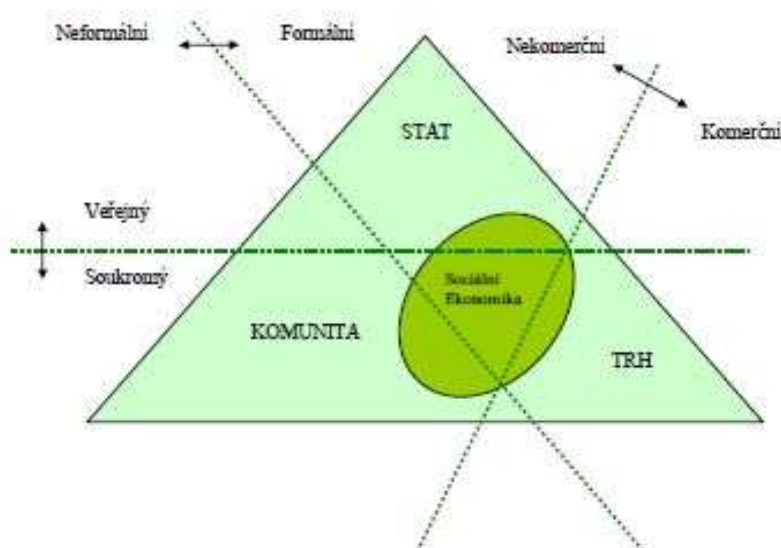 Neformální
Formální
Nekomerční
Komerční
STÁT
Veřejný
Soukromý
Sociální
Ekonomika
KOMUNITA
TRH